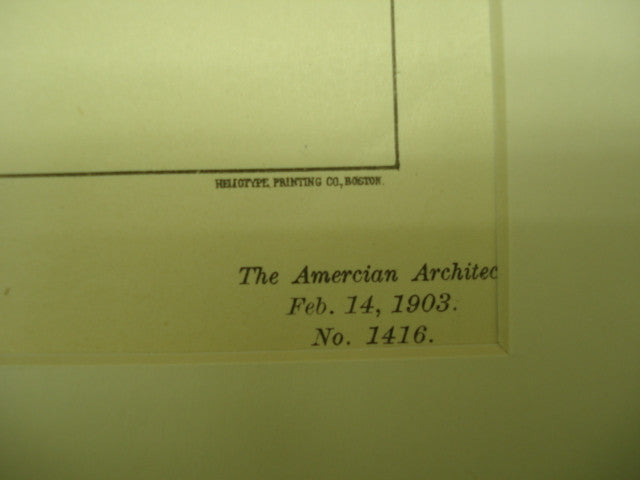 HELIOTYPE PRINTING CO., BOSTON.
The Amercian Architec
Feb. 14, 1903.
No. 1416.